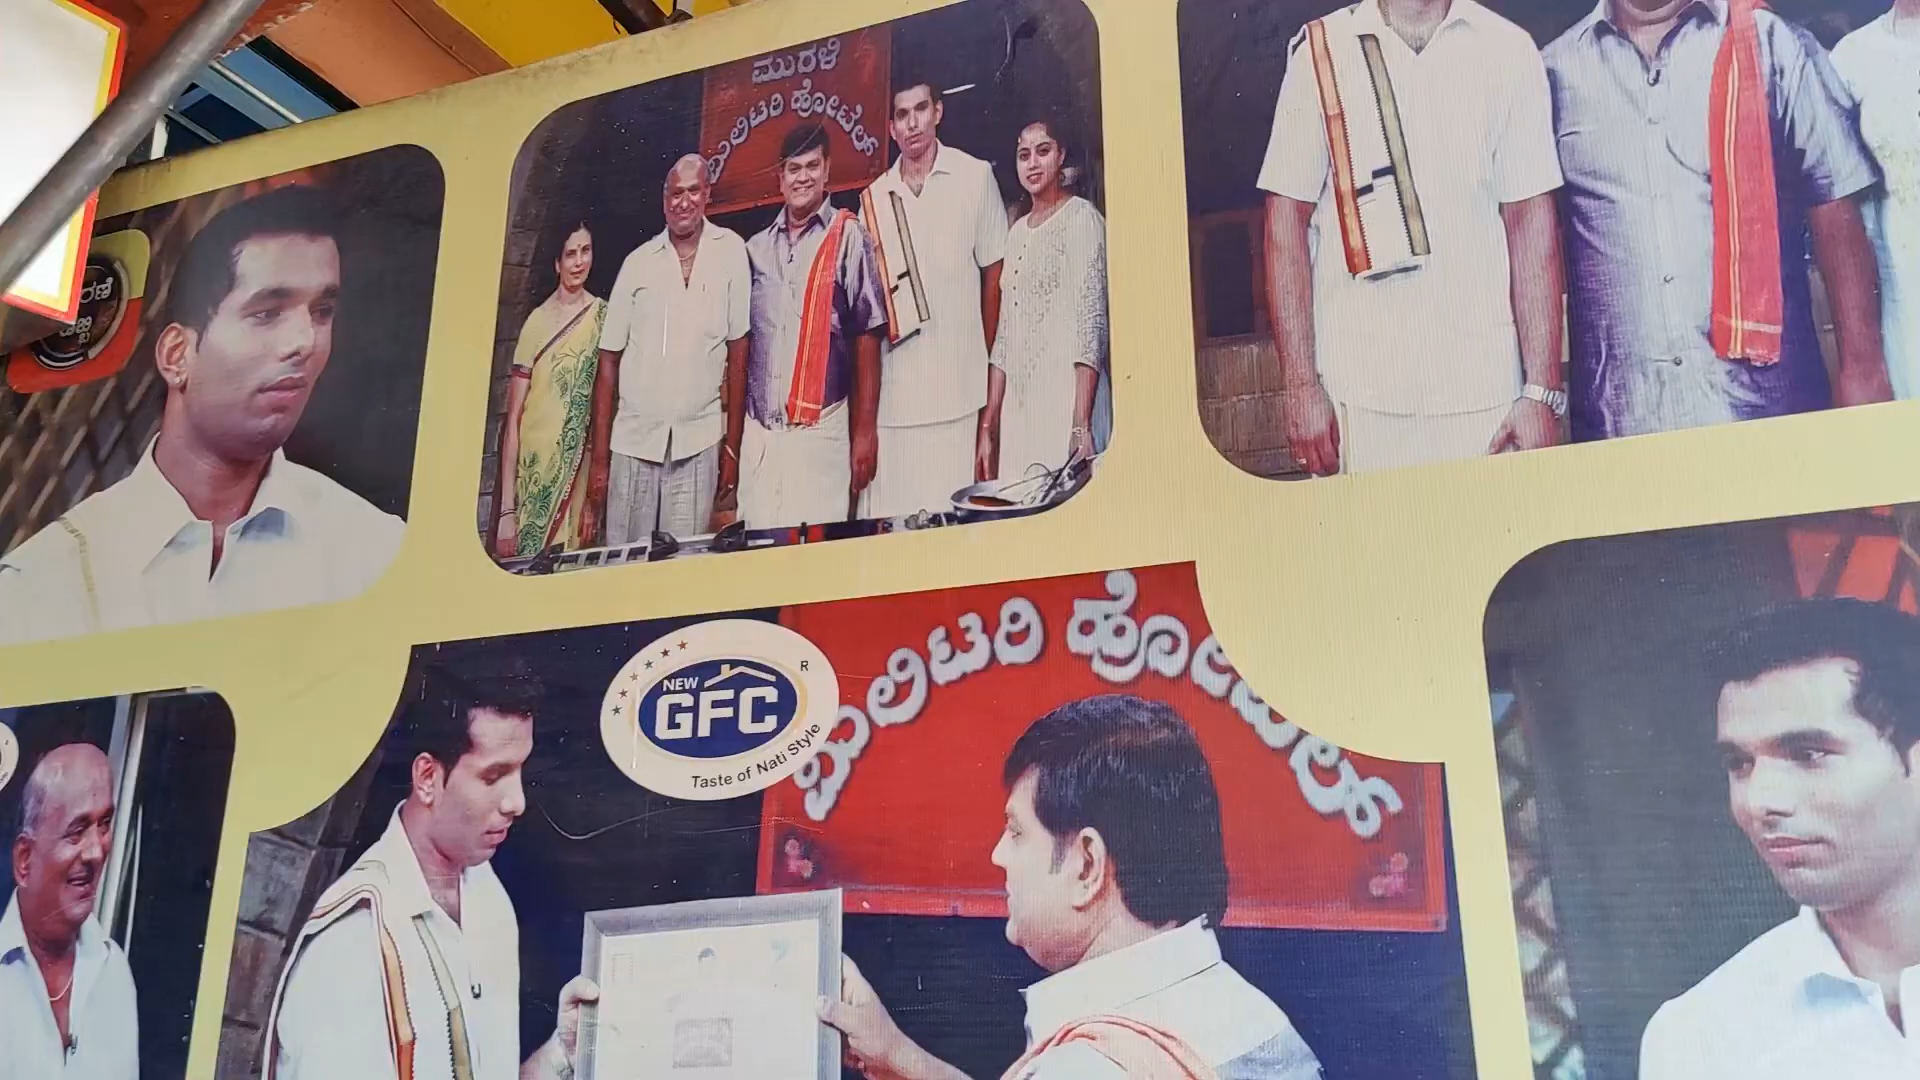 ಮುರಳಿ
ಮಿಲಿಟರಿ ಹೋಟೆಲ್
NEW
GFC
R
Taste of Nati Style
ಮಿಲಿಟರಿ ಹೋಟೆಲ್